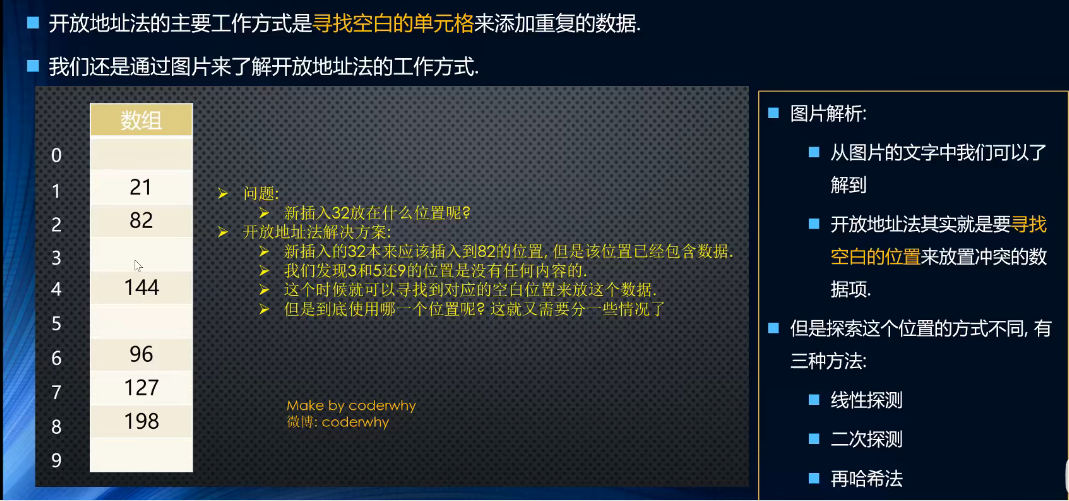 开放地址法的主要工作方式是寻找空白的单元格来添加重复的数据.
我们还是通过图片来了解开放地址法的工作方式.
数组
0
1 21
2 82
3
4 144
5
6 96
7 127
8 198
9
问题:
新插入32放在什么位置呢?
开放地址法解决方案:
新插入的32本来应该插入到82的位置, 但是该位置已经包含数据.
我们发现3和5还9的位置是没有任何内容的.
这个时候就可以寻找到对应的空白位置来放这个数据.
但是到底使用哪一个位置呢? 这就又需要分一些情况了
Make by coderwhy
微博: coderwhy
图片解析:
从图片的文字中我们可以了
解到
开放地址法其实就是要寻找
空白的位置来放置冲突的数
据项.
但是探索这个位置的方式不同, 有
三种方法:
线性探测
二次探测
再哈希法